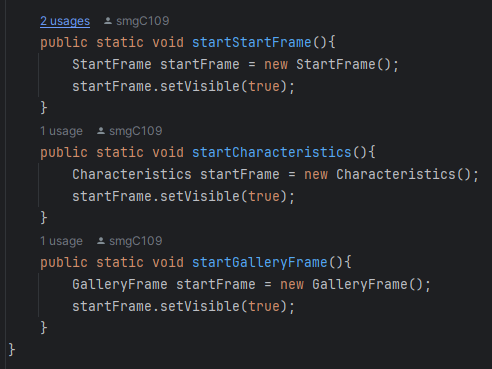 2 usages smgC109
public static void startStartFrame(){
StartFrame startFrame = new StartFrame();
startFrame.setVisible(true);
}
1 usage smgC109
public static void startCharacteristics(){
Characteristics startFrame = new Characteristics();
startFrame.setVisible(true);
}
1 usage smgC109
public static void startGalleryFrame(){
GalleryFrame startFrame = new GalleryFrame();
startFrame.setVisible(true);
}
}